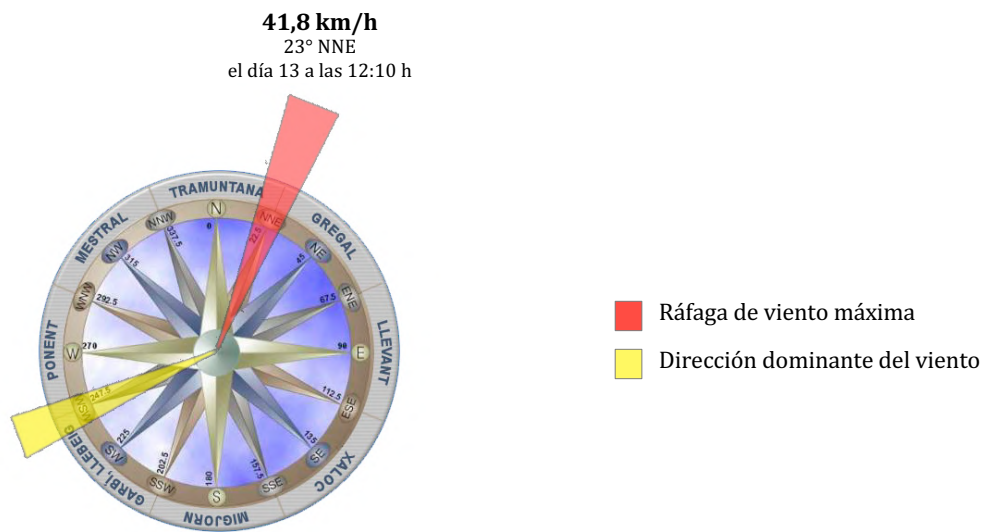 41,8 km/h
23° NNE
el día 13 a las 12:10 h
TRAMUNTANA
GREGAL
LLEVANT
XALOC
MIGJORN
GARBÍ, LLEBEIG
PONENT
MESTRAL
N
NNE
NE
ENE
E
ESE
SE
SSE
S
SSW
SW
WSW
W
WNW
NW
NNW
0
22.5
45
67.5
90
112.5
135
157.5
180
202.5
225
247.5
270
292.5
315
337.5
Ráfaga de viento máxima
Dirección dominante del viento